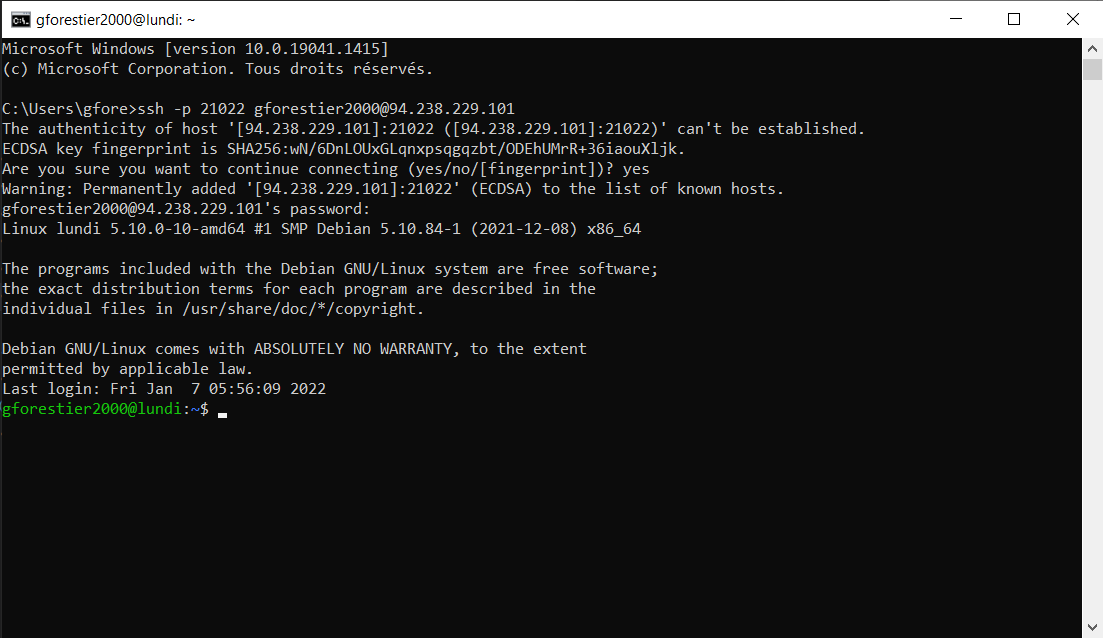 gforestier2000@lundi: ~
Microsoft Windows [version 10.0.19041.1415]
(c) Microsoft Corporation. Tous droits réservés.
C:\Users\gfore>ssh -p 21022 gforestier2000@94.238.229.101
The authenticity of host '[94.238.229.101]:21022 ([94.238.229.101]:21022)' can't be established.
ECDSA key fingerprint is SHA256:wN/6DnLOUxGLqnxpsqgqzbt/ODEhUMrR+36iaouXljk.
Are you sure you want to continue connecting (yes/no/[fingerprint])? yes
Warning: Permanently added '[94.238.229.101]:21022' (ECDSA) to the list of known hosts.
gforestier2000@94.238.229.101's password:
Linux lundi 5.10.0-10-amd64 #1 SMP Debian 5.10.84-1 (2021-12-08) x86_64
The programs included with the Debian GNU/Linux system are free software;
the exact distribution terms for each program are described in the
individual files in /usr/share/doc/*/copyright.
Debian GNU/Linux comes with ABSOLUTELY NO WARRANTY, to the extent
permitted by applicable law.
Last login: Fri Jan  7 05:56:09 2022
gforestier2000@lundi:~$